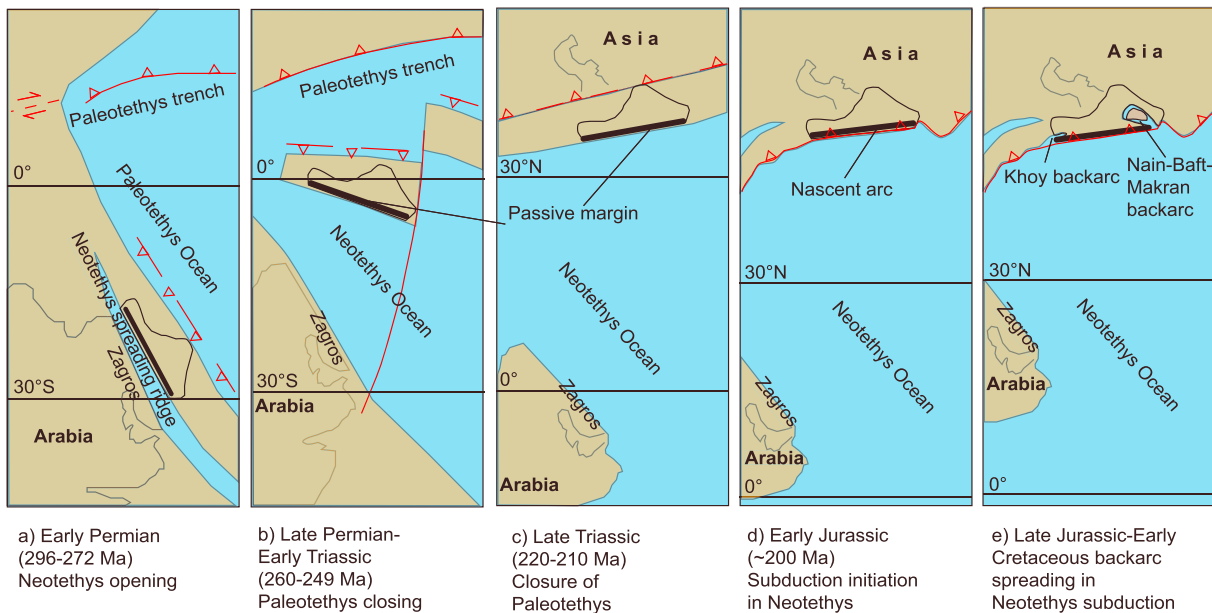 Paleotethys trench
0°
Paleotethys Ocean
Neotethys spreading ridge
Zagros
30°S
Arabia
a) Early Permian
(296-272 Ma)
Neotethys opening
Paleotethys trench
0°
Neotethys Ocean
Zagros
30°S
Arabia
b) Late Permian-
Early Triassic
(260-249 Ma)
Paleotethys closing
Asia
30°N
Passive margin
Neotethys Ocean
0°
Zagros
Arabia
c) Late Triassic
(220-210 Ma)
Closure of
Paleotethys
Asia
Nascent arc
30°N
Neotethys Ocean
Zagros
Arabia
0°
d) Early Jurassic
(~200 Ma)
Subduction initiation
in Neotethys
Asia
Khoy backarc
Nain-Baft-
Makran
backarc
30°N
Zagros
Neotethys Ocean
Arabia
0°
e) Late Jurassic-Early
Cretaceous backarc
spreading in
Neotethys subduction